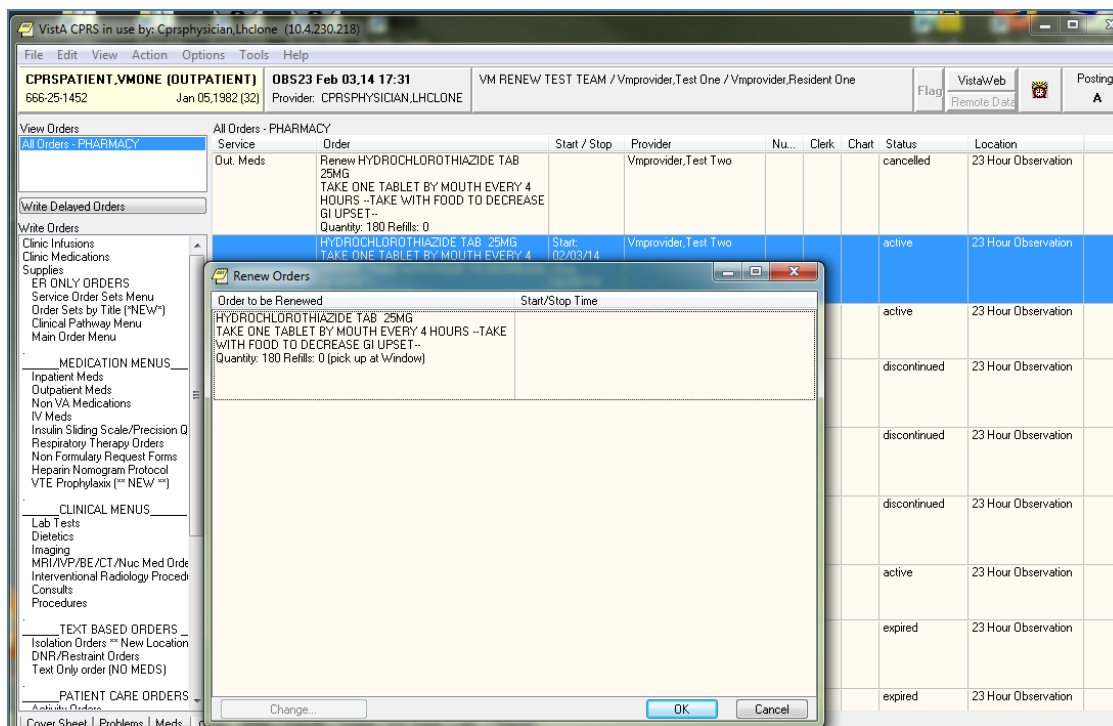 VistA CPRS in use by: Cprsphysician,Lhclone (10.4.230.218)
File Edit View Action Options Tools Help
CPRSPATIENT,VMONE (OUTPATIENT)
666-25-1452 Jan 05,1982 (32)
OBS23 Feb 03,14 17:31
Provider: CPRSPHYSICIAN,LHCLONE
VM RENEW TEST TEAM / Vmprovider,Test One / Vmprovider,Resident One
Flag
VistaWeb
Remote Data
Posting
A
View Orders
All Orders - PHARMACY
Write Delayed Orders
Write Orders
Clinic Infusions
Clinic Medications
Supplies
ER ONLY ORDERS
Service Order Sets Menu
Order Sets by Title (*NEW*)
Clinical Pathway Menu
Main Order Menu
.
_____MEDICATION MENUS___
Inpatient Meds
Outpatient Meds
Non VA Medications
IV Meds
Insulin Sliding Scale/Precision Q
Respiratory Therapy Orders
Non Formulary Request Forms
Heparin Nomogram Protocol
VTE Prophylaxix (** NEW **)
.
_____CLINICAL MENUS______
Lab Tests
Dietetics
Imaging
MRI/IVP/BE/CT/Nuc Med Orde
Interventional Radiology Proced
Consults
Procedures
.
_____TEXT BASED ORDERS _
Isolation Orders ** New Location
DNR/Restraint Orders
Text Only order (NO MEDS)
.
_____PATIENT CARE ORDERS
Activity Orders
Cover Sheet Problems Meds
All Orders - PHARMACY
Service Order Start / Stop Provider Nu... Clerk Chart Status Location
Out. Meds Renew HYDROCHLOROTHIAZIDE TAB Vmprovider,Test Two cancelled 23 Hour Observation
25MG
TAKE ONE TABLET BY MOUTH EVERY 4
HOURS --TAKE WITH FOOD TO DECREASE
GI UPSET--
Quantity: 180 Refills: 0
HYDROCHLOROTHIAZIDE TAB 25MG Start: Vmprovider,Test Two active 23 Hour Observation
TAKE ONE TABLET BY MOUTH EVERY 4 02/03/14
active 23 Hour Observation
discontinued 23 Hour Observation
discontinued 23 Hour Observation
discontinued 23 Hour Observation
active 23 Hour Observation
expired 23 Hour Observation
expired 23 Hour Observation
Renew Orders
Order to be Renewed Start/Stop Time
HYDROCHLOROTHIAZIDE TAB 25MG
TAKE ONE TABLET BY MOUTH EVERY 4 HOURS --TAKE
WITH FOOD TO DECREASE GI UPSET--
Quantity: 180 Refills: 0 (pick up at Window)
Change... OK Cancel